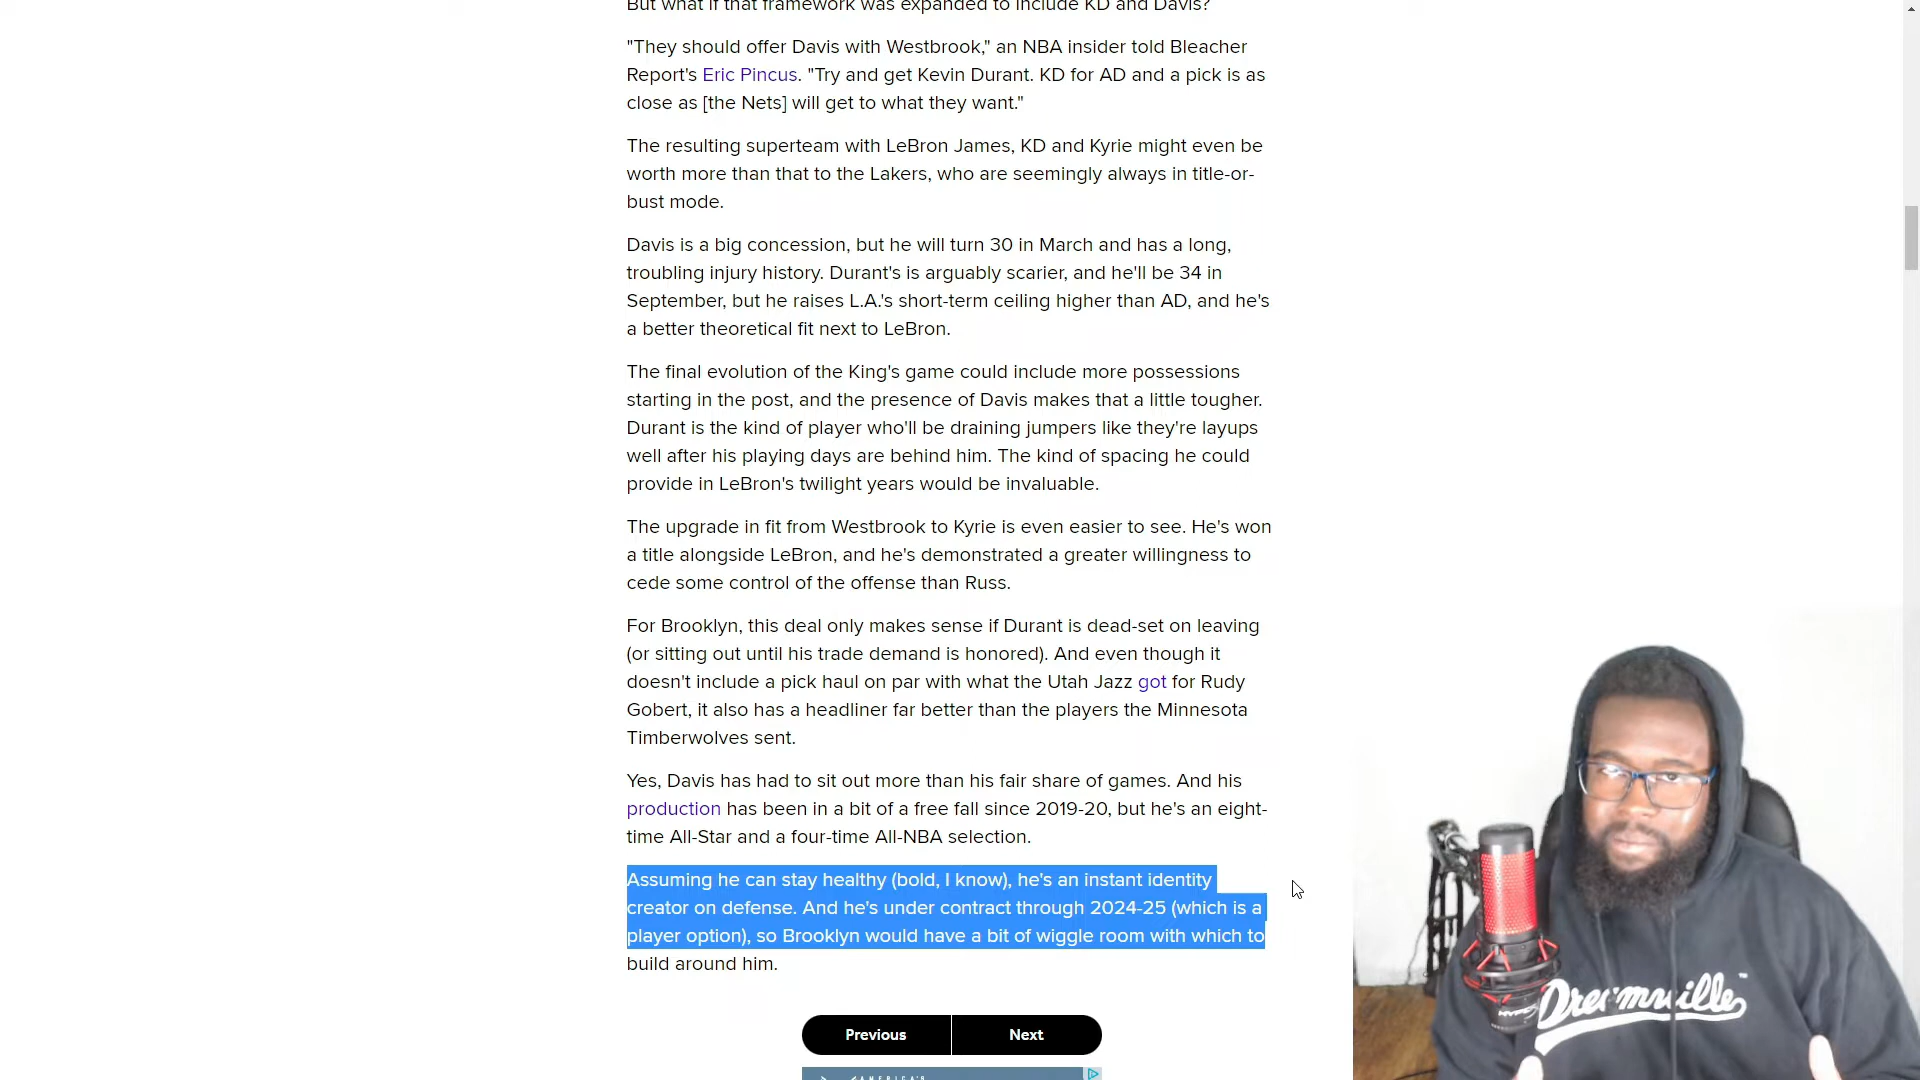 But what if that framework was expanded to include KD and Davis?
"They should offer Davis with Westbrook," an NBA insider told Bleacher
Report's Eric Pincus. "Try and get Kevin Durant. KD for AD and a pick is as
close as [the Nets] will get to what they want."
The resulting superteam with LeBron James, KD and Kyrie might even be
worth more than that to the Lakers, who are seemingly always in title-or-
bust mode.
Davis is a big concession, but he will turn 30 in March and has a long,
troubling injury history. Durant's is arguably scarier, and he'll be 34 in
September, but he raises L.A.'s short-term ceiling higher than AD, and he's
a better theoretical fit next to LeBron.
The final evolution of the King's game could include more possessions
starting in the post, and the presence of Davis makes that a little tougher.
Durant is the kind of player who'll be draining jumpers like they're layups
well after his playing days are behind him. The kind of spacing he could
provide in LeBron's twilight years would be invaluable.
The upgrade in fit from Westbrook to Kyrie is even easier to see. He's won
a title alongside LeBron, and he's demonstrated a greater willingness to
cede some control of the offense than Russ.
For Brooklyn, this deal only makes sense if Durant is dead-set on leaving
(or sitting out until his trade demand is honored). And even though it
doesn't include a pick haul on par with what the Utah Jazz got for Rudy
Gobert, it also has a headliner far better than the players the Minnesota
Timberwolves sent.
Yes, Davis has had to sit out more than his fair share of games. And his
production has been in a bit of a free fall since 2019-20, but he's an eight-
time All-Star and a four-time All-NBA selection.
Assuming he can stay healthy (bold, I know), he's an instant identity
creator on defense. And he's under contract through 2024-25 (which is a
player option), so Brooklyn would have a bit of wiggle room with which to
build around him.
Previous Next
AMERICA'S
Dreamville